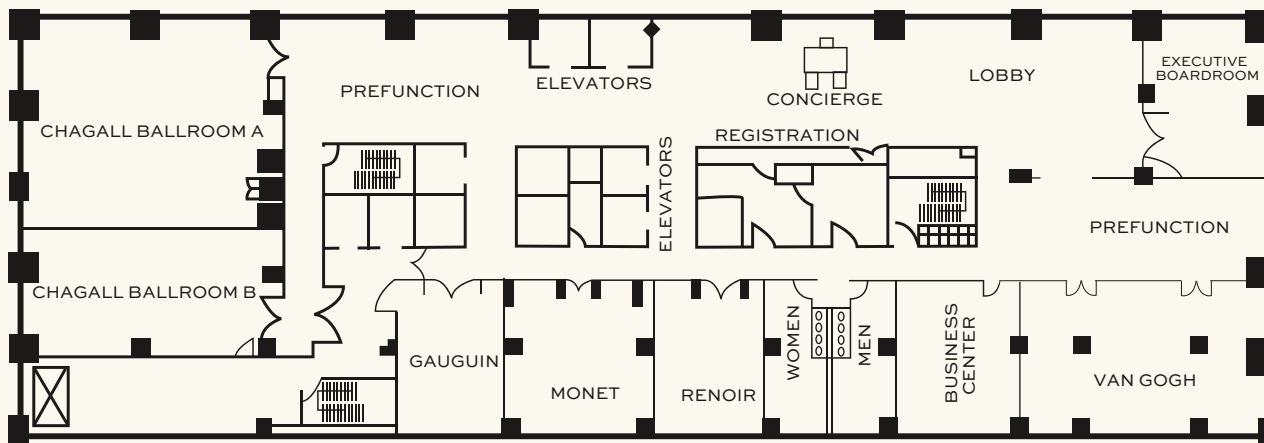 EXECUTIVE
BOARDROOM
LOBBY
ELEVATORS
PREFUNCTION
CONCIERGE
CHAGALL BALLROOM A
REGISTRATION
ELEVATORS
PREFUNCTION
CHAGALL BALLROOM B
GAUGUIN
MONET
RENOIR
WOMEN
MEN
BUSINESS
CENTER
VAN GOGH